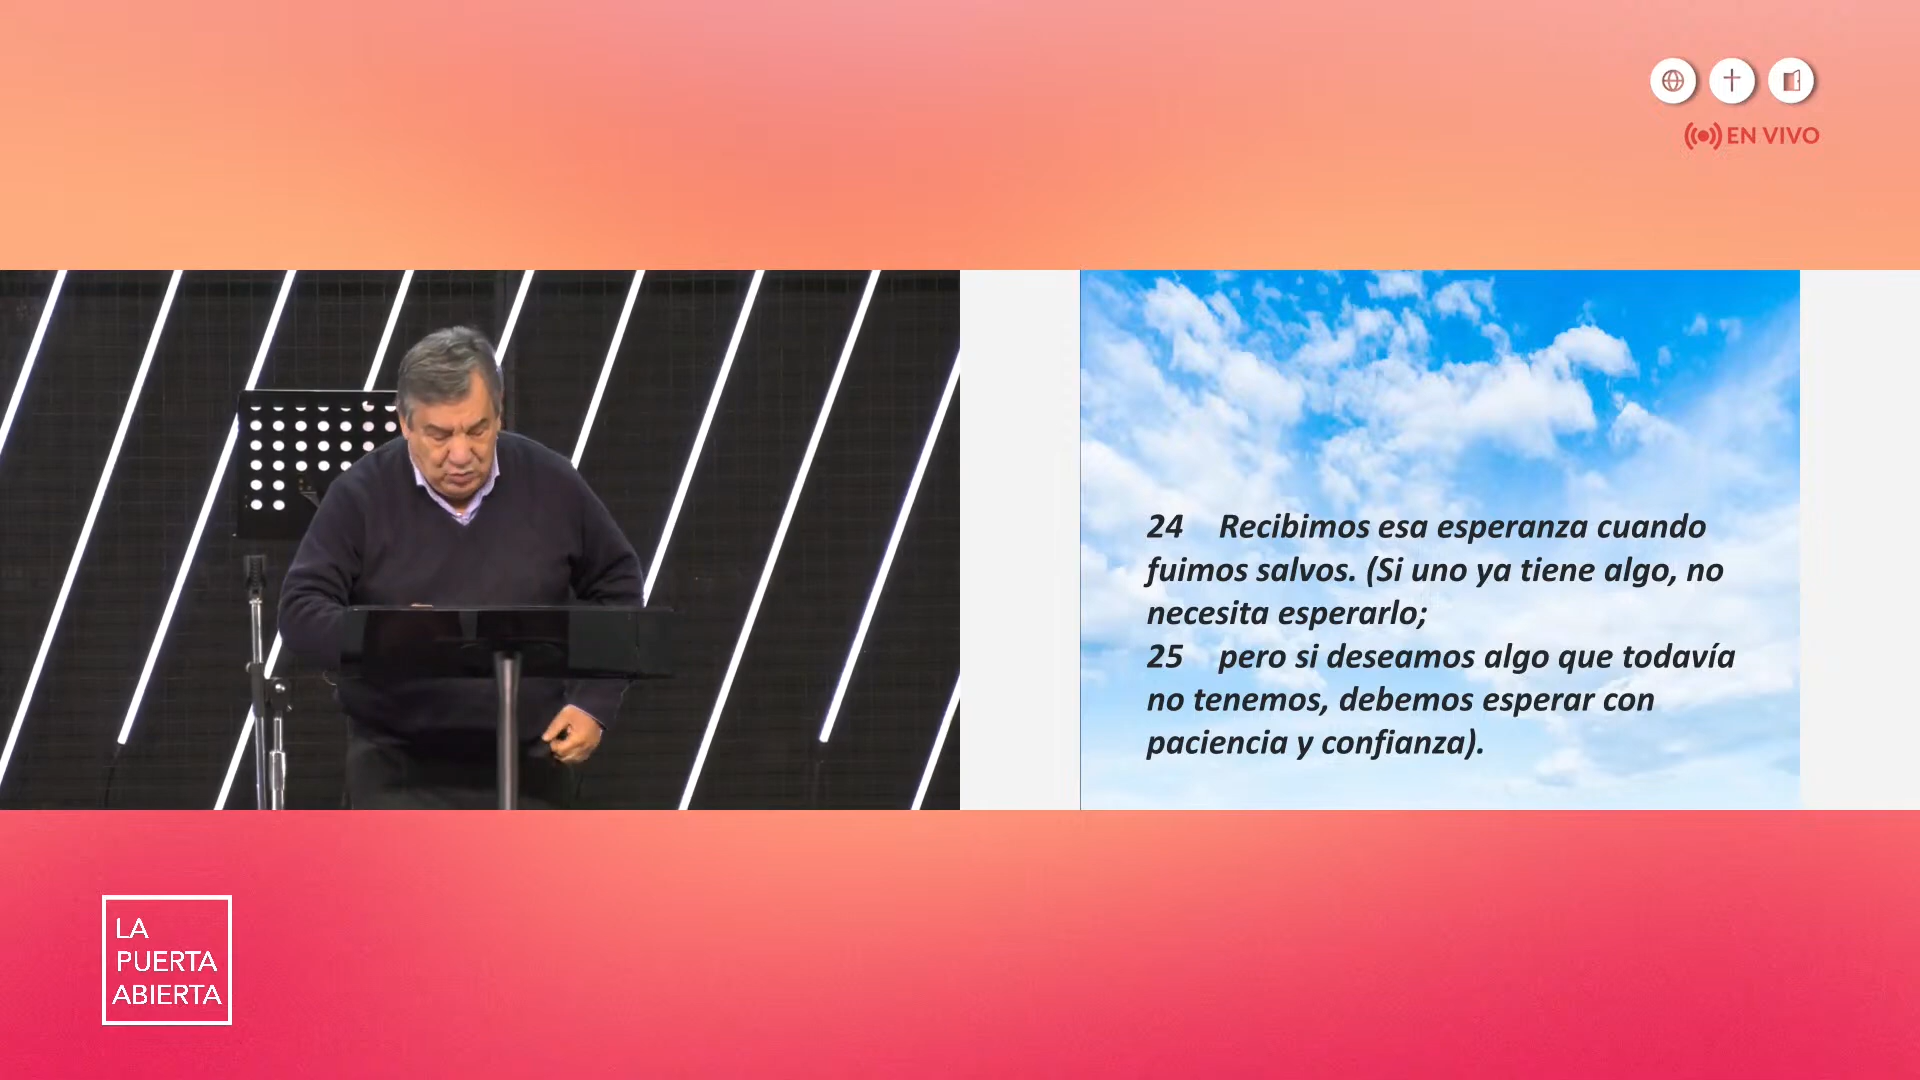 EN VIVO
24 Recibimos esa esperanza cuando
fuimos salvos. (Si uno ya tiene algo, no
necesita esperarlo;
25 pero si deseamos algo que todavía
no tenemos, debemos esperar con
paciencia y confianza).
LA
PUERTA
ABIERTA